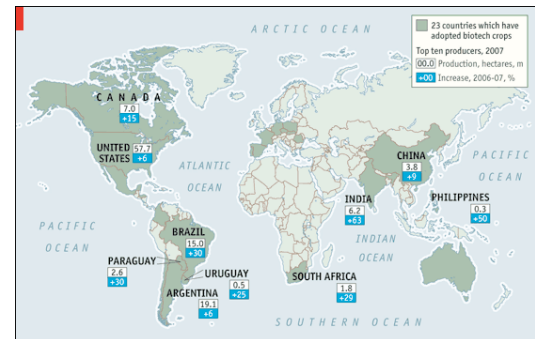 ARCTIC OCEAN
23 countries which have
adopted biotech crops
Top ten producers, 2007
00.0 Production, hectares, m
+00 Increase, 2006-07, %
CANADA
7.0
+15
UNITED 57.7
STATES +6
ATLANTIC
OCEAN
CHINA
3.8
+9
PACIFIC
OCEAN
INDIA
6.2
+63
PHILIPPINES
0.3
+50
PACIFIC
OCEAN
BRAZIL
15.0
+30
INDIAN
OCEAN
PARAGUAY
2.6
+30
URUGUAY
0.5
+25
SOUTH AFRICA
1.8
+29
ARGENTINA
19.1
+6
SOUTHERN OCEAN